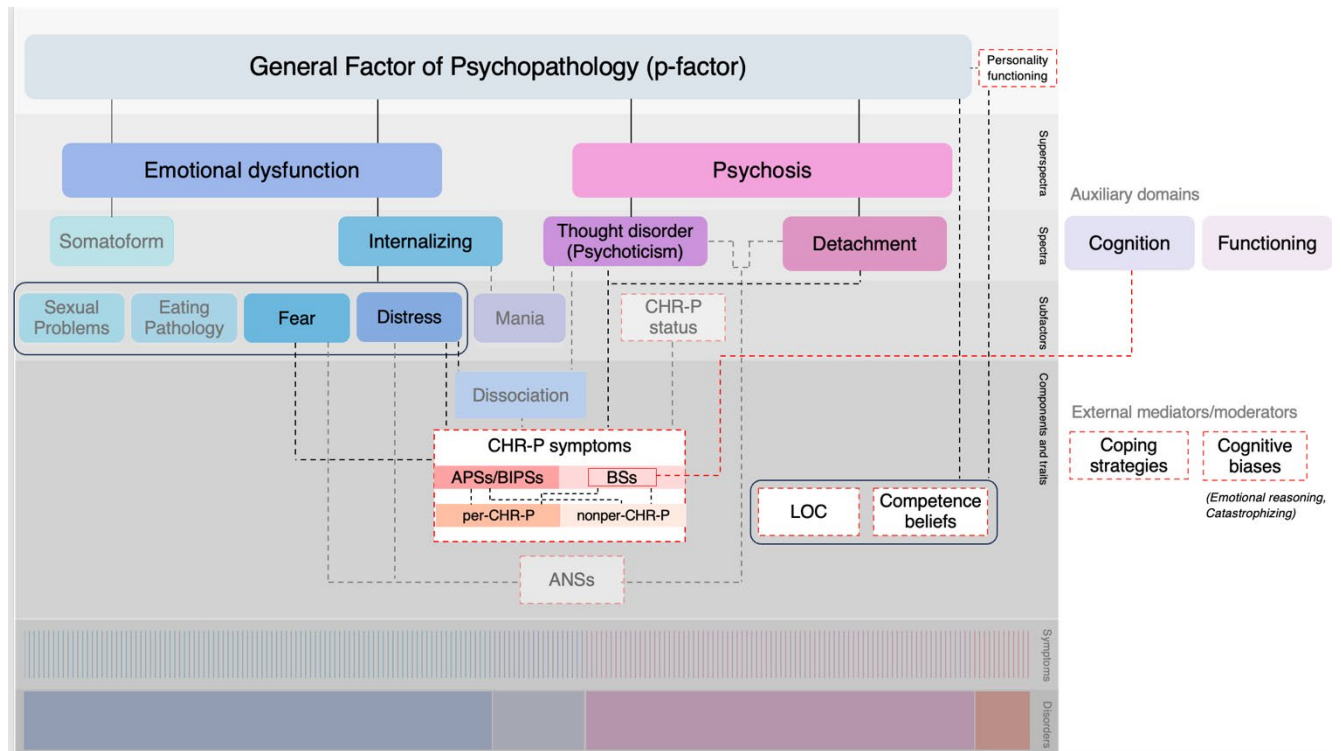 General Factor of Psychopathology (p-factor)
Personality
functioning
Superspectra
Emotional dysfunction
Psychosis
Auxiliary domains
Spectra
Somatoform
Internalizing
Thought disorder
(Psychoticism)
Detachment
Cognition
Functioning
Subfactors
Sexual
Problems
Eating
Pathology
Fear
Distress
Mania
CHR-P
status
Components and traits
Dissociation
External mediators/moderators
CHR-P symptoms
Coping
strategies
Cognitive
biases
APSs/BIPSs
BSs
(Emotional reasoning,
Catastrophizing)
LOC
Competence
beliefs
per-CHR-P
nonper-CHR-P
ANSs
Symptoms
Disorders